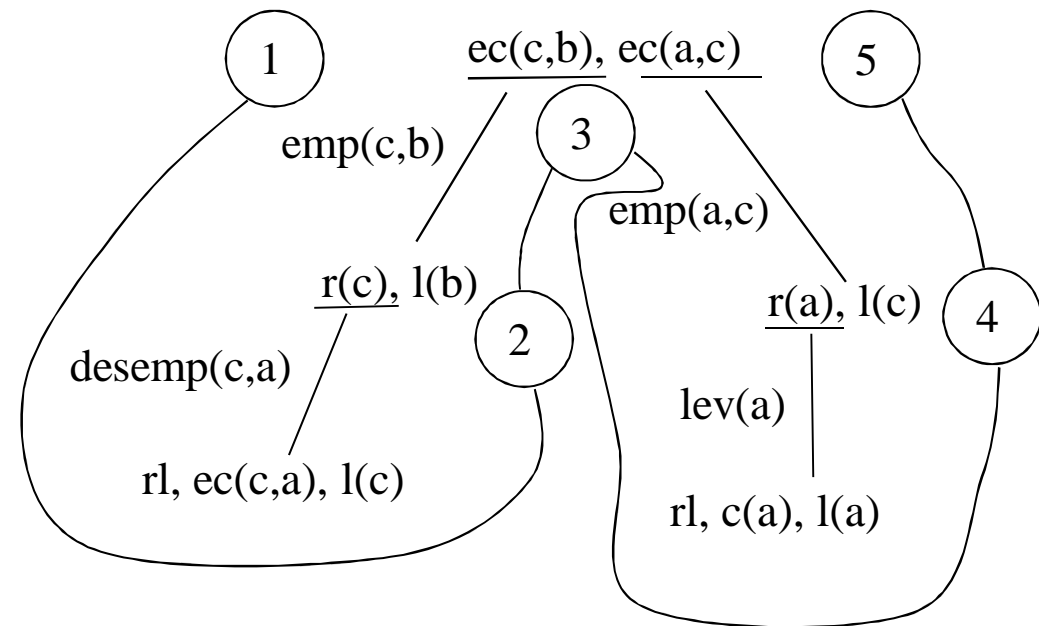 1
ec(c,b), ec(a,c)
5
3
emp(c,b)
emp(a,c)
r(c), l(b)
r(a), l(c)
2
4
desemp(c,a)
lev(a)
rl, ec(c,a), l(c)
rl, c(a), l(a)